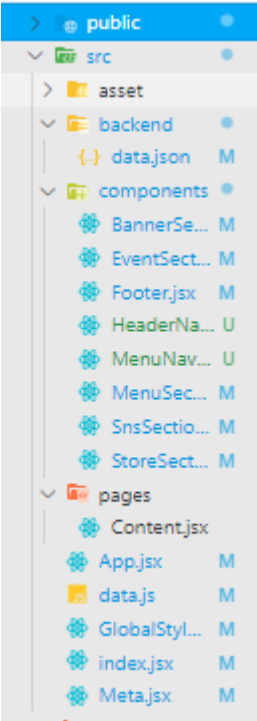 public
src
asset
backend
{..} data.json M
components
BannerSe... M
EventSect... M
Footer.jsx M
HeaderNa... U
MenuNav... U
MenuSec... M
SnsSectio... M
StoreSect... M
pages
Content.jsx
App.jsx M
data.js M
GlobalStyl... M
index.jsx M
Meta.jsx M